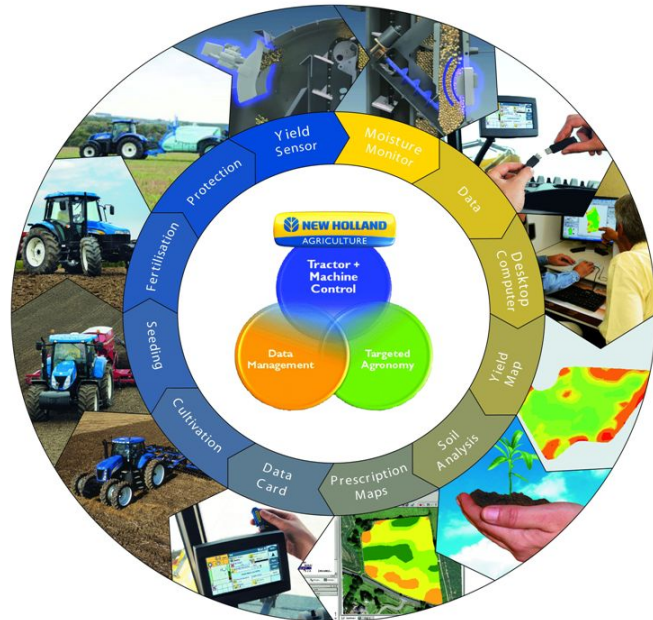 Yield
Sensor
Moisture
Monitor
Data
Desktop
Computer
Yield Map
Soil
Analysis
Prescription
Maps
Data
Card
Cultivation
Seeding
Fertilisation
Protection
NEW HOLLAND
AGRICULTURE
Tractor +
Machine
Control
Data
Management
Targeted
Agronomy